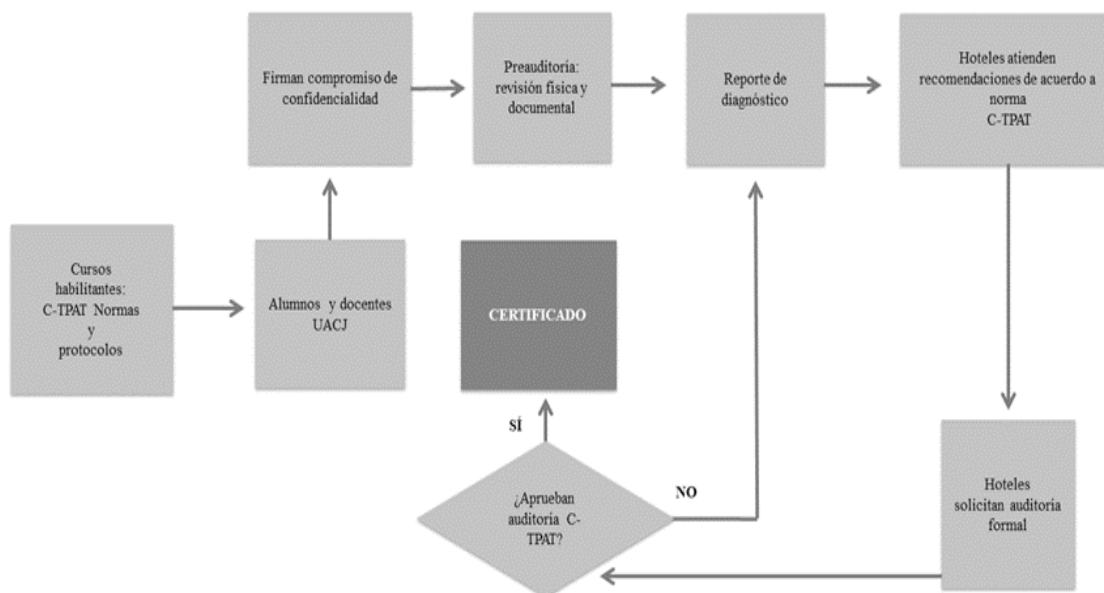 Cursos
habilitantes:
C-TPAT Normas
y
protocolos
Alumnos y docentes
UACJ
Firman compromiso de
confidencialidad
Preauditoría:
revisión física y
documental
Reporte de
diagnóstico
Hoteles atienden
recomendaciones de acuerdo a
norma
C-TPAT
Hoteles
solicitan auditoría
formal
¿Aprueban
auditoría C-
TPAT?
NO
SÍ
CERTIFICADO